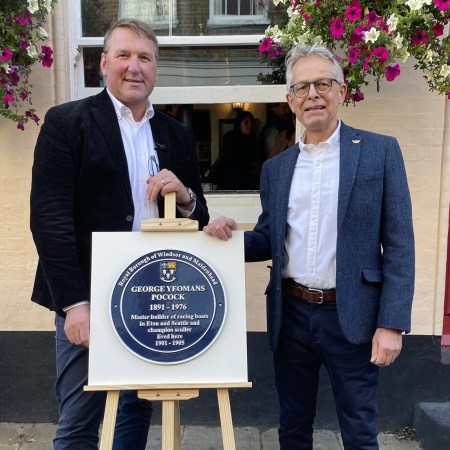 Royal Borough of Windsor and Maidenhead
GEORGE YEOMANS
POCOCK
1891 - 1976
Master builder of racing boats
in Eton and Seattle and
champion sculler
lived here
1901 - 1905